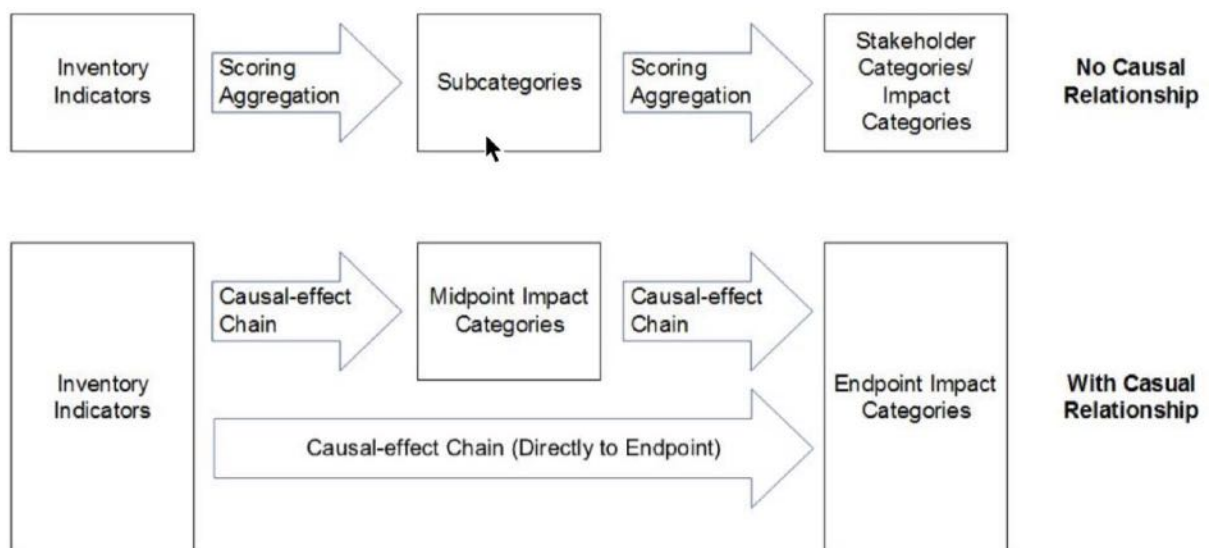 Inventory
Indicators
Scoring
Aggregation
Subcategories
Scoring
Aggregation
Stakeholder
Categories/
Impact
Categories
No Causal
Relationship
Inventory
Indicators
Causal-effect
Chain
Midpoint Impact
Categories
Causal-effect
Chain
Causal-effect Chain (Directly to Endpoint)
Endpoint Impact
Categories
With Casual
Relationship